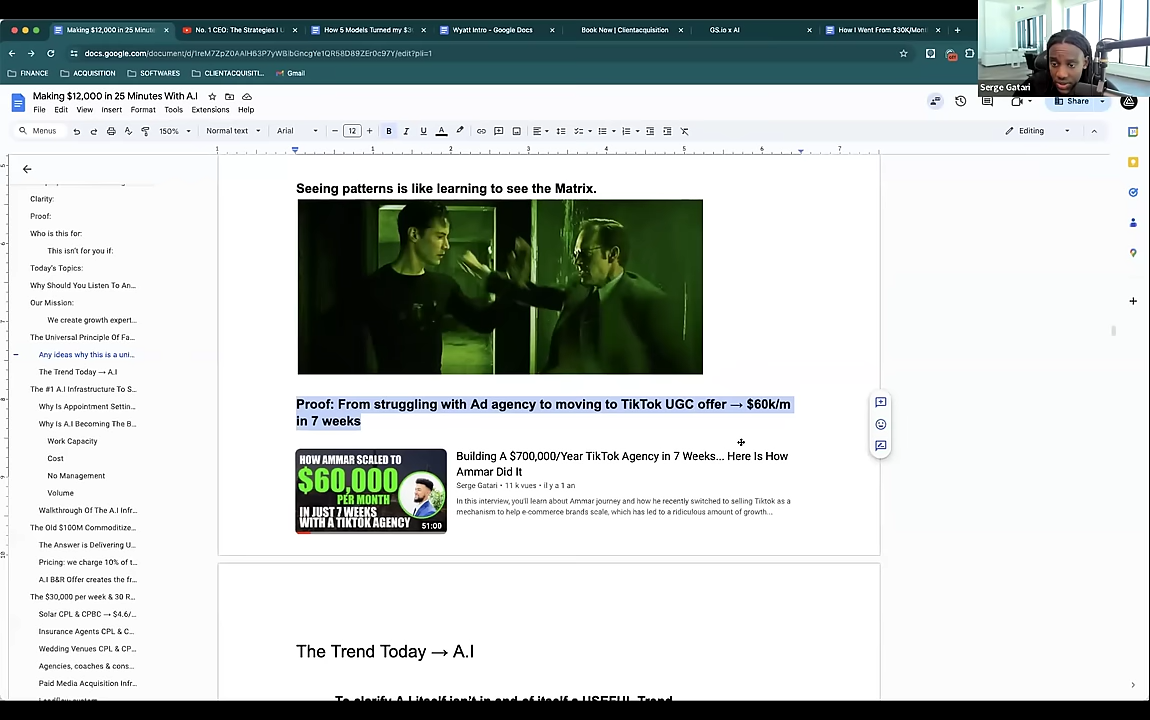 Making $12,000 in 25 Minute
No. 1 CEO: The Strategies I U
How 5 Models Turned my $3
Wyatt Intro - Google Docs
Book Now | Clientacquisition
GS.io x AI
How I Went From $30K/Mon
FINANCE
ACQUISITION
SOFTWARES
CLIENTACQUISITI...
Gmail
Serge Gatari
Making $12,000 in 25 Minutes With A.I
File Edit View Insert Format Tools Extensions Help
Share
Menus
150%
Normal text
Arial
12
Editing
Clarity:
Proof:
Who is this for:
This isn't for you if:
Today's Topics:
Why Should You Listen To An...
Our Mission:
We create growth expert...
The Universal Principle Of Fa...
Any ideas why this is a uni...
The Trend Today → A.I
The #1 A.I Infrastructure To S...
Why Is Appointment Settin...
Why Is A.I Becoming The B...
Work Capacity
Cost
No Management
Volume
Walkthrough Of The A.I Infr...
The Old $100M Commoditize...
The Answer is Delivering U...
Pricing: we charge 10% of t...
A.I B&R Offer creates the fr...
The $30,000 per week & 30 R...
Solar CPL & CPBC → $4.6/...
Insurance Agents CPL & C...
Wedding Venues CPL & CP...
Agencies, coaches & cons...
Paid Media Acquisition Infr...
Seeing patterns is like learning to see the Matrix.
Proof: From struggling with Ad agency to moving to TikTok UGC offer → $60k/m
in 7 weeks
HOW AMMAR SCALED TO
$60,000
PER MONTH
IN JUST 7 WEEKS
WITH A TIKTOK AGENCY
51:00
Building A $700,000/Year TikTok Agency in 7 Weeks... Here Is How
Ammar Did It
Serge Gatari • 11 k vues • il y a 1 an
In this interview, you'll learn about Ammar journey and how he recently switched to selling Tiktok as a
mechanism to help e-commerce brands scale, which has led to a ridiculous amount of growth...
The Trend Today → A.I
To clarify A.I itself isn't in and of itself a USEFUL Trend